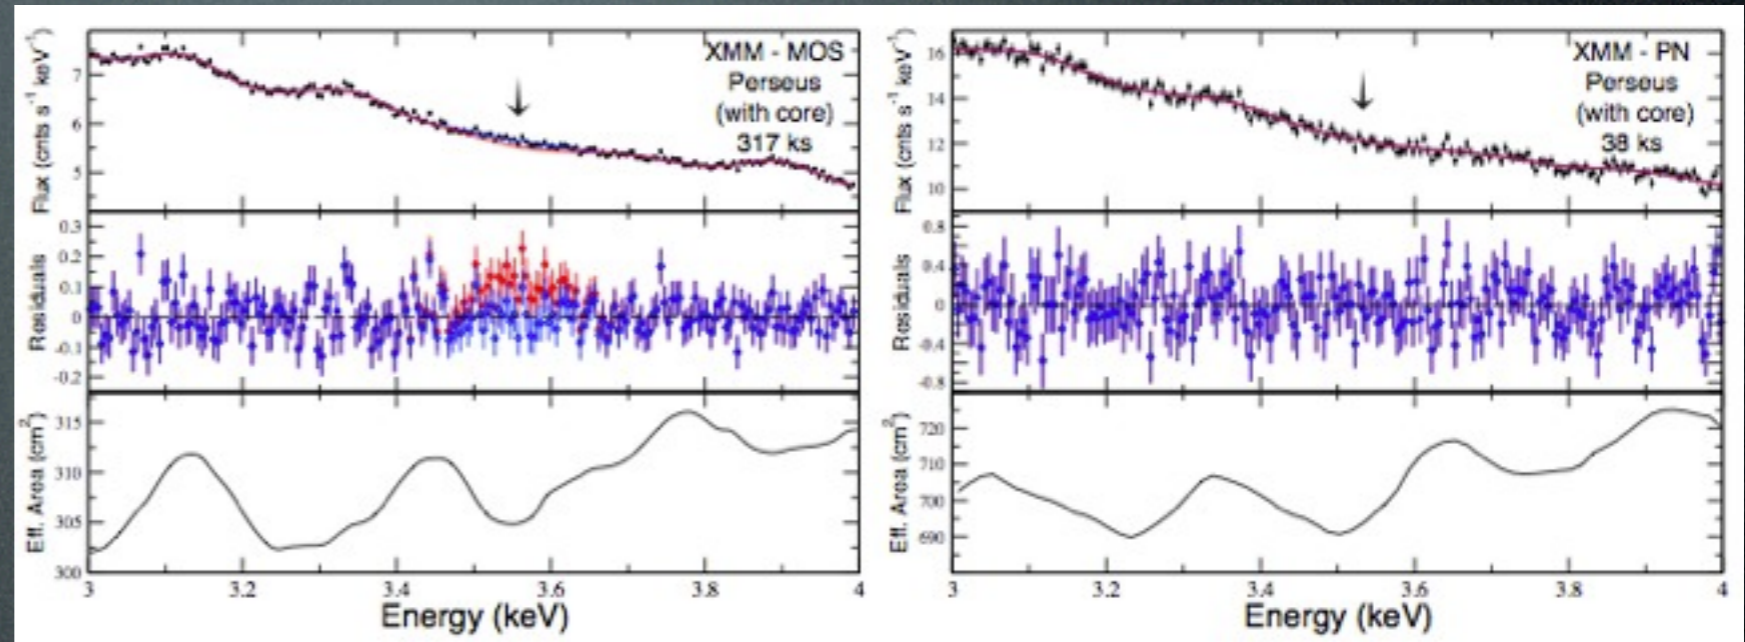 XMM - MOS
Perseus
(with core)
317 ks
Flux (cnts s⁻¹ keV⁻¹)
7
6
5
Residuals
0.3
0.2
0.1
0
-0.1
-0.2
Eff. Area (cm²)
315
310
305
300
3 3.2 3.4 3.6 3.8 4
Energy (keV)
XMM - PN
Perseus
(with core)
38 ks
Flux (cnts s⁻¹ keV⁻¹)
16
14
12
10
Residuals
0.8
0.4
0
-0.4
-0.8
Eff. Area (cm²)
720
710
700
690
3 3.2 3.4 3.6 3.8 4
Energy (keV)